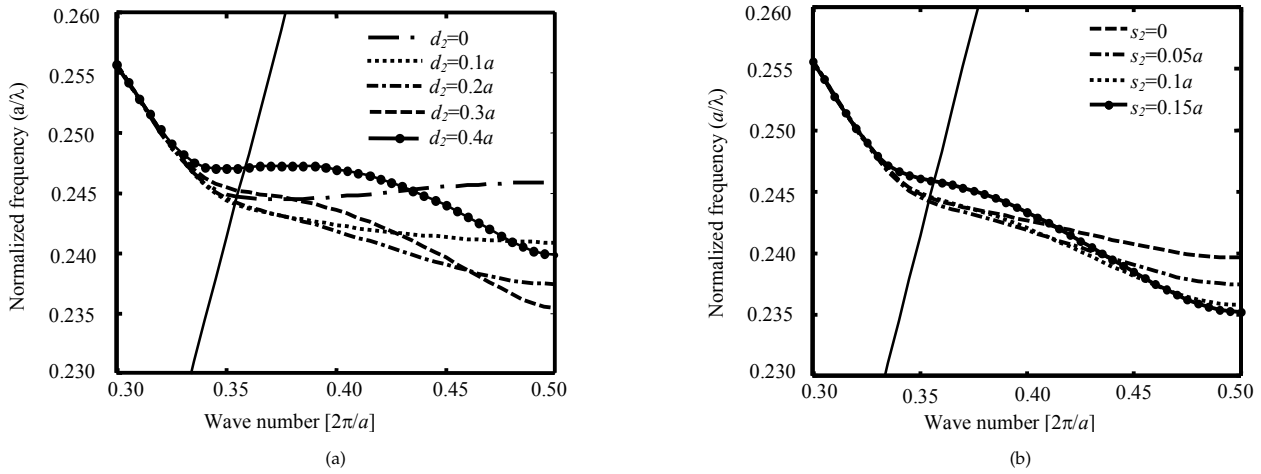 0.260
0.255
0.250
0.245
0.240
0.235
0.230
0.30
0.35
0.40
0.45
0.50
Normalized frequency (a/λ)
Wave number [2π/a]
d₂=0
d₂=0.1a
d₂=0.2a
d₂=0.3a
d₂=0.4a
(a)
0.260
0.255
0.250
0.245
0.240
0.235
0.230
0.30
0.35
0.40
0.45
0.50
Normalized frequency (a/λ)
Wave number [2π/a]
s₂=0
s₂=0.05a
s₂=0.1a
s₂=0.15a
(b)